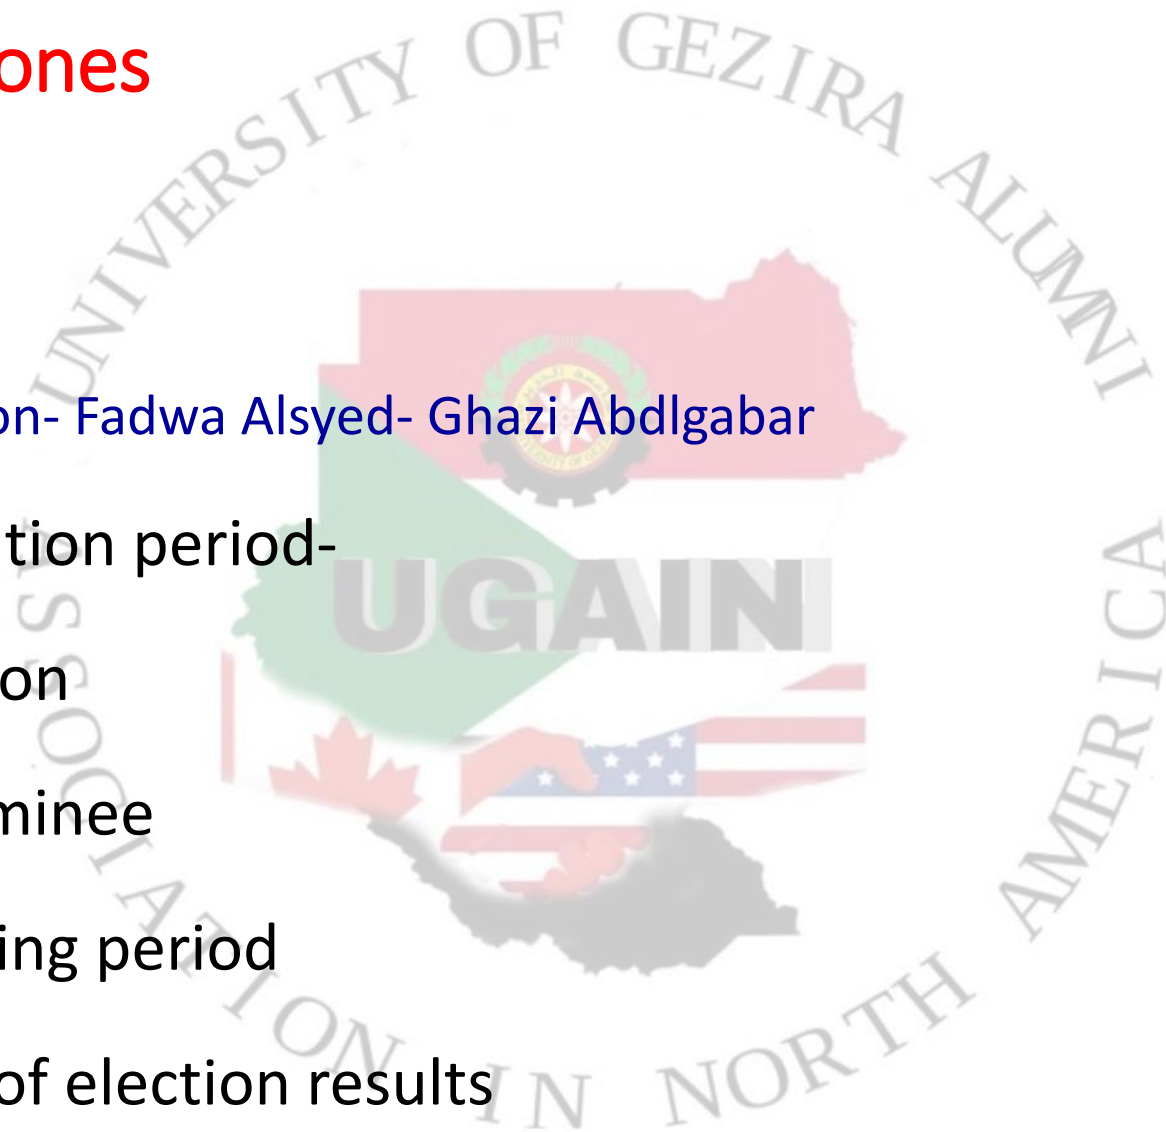 ones
on- Fadwa Alsyed- Ghazi Abdlgabar
tion period-
on
minee
ing period
of election results
UNIVERSITY OF GEZIRA ALUMNI
ASSOCIATION IN NORTH AMERICA
UGAIN